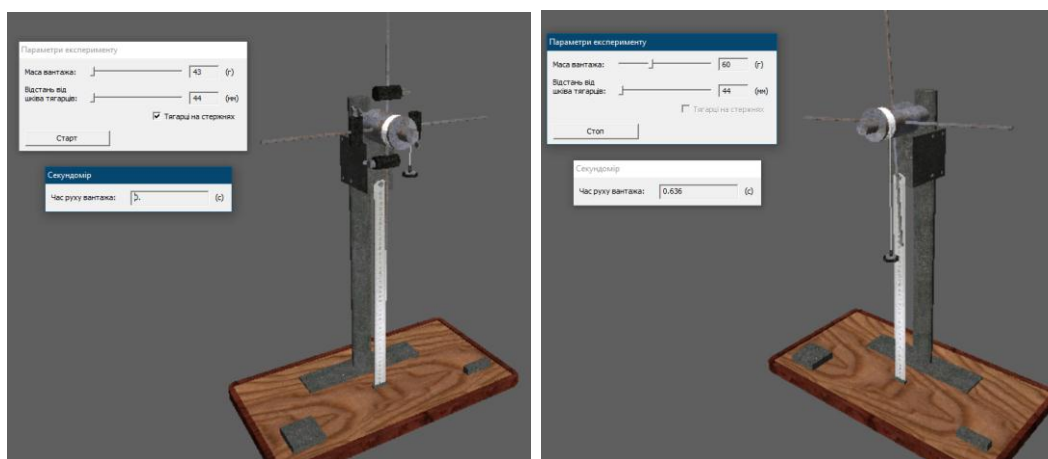 Параметри експерименту
Маса вантажа: 43 (г)
Відстань від
шківа тягарців: 44 (мм)
Тягарці на стержнях
Старт
Секундомір
Час руху вантажа: 0. (с)
Параметри експерименту
Маса вантажа: 60 (г)
Відстань від
шківа тягарців: 44 (мм)
Тягарці на стержнях
Стоп
Секундомір
Час руху вантажа: 0.636 (с)